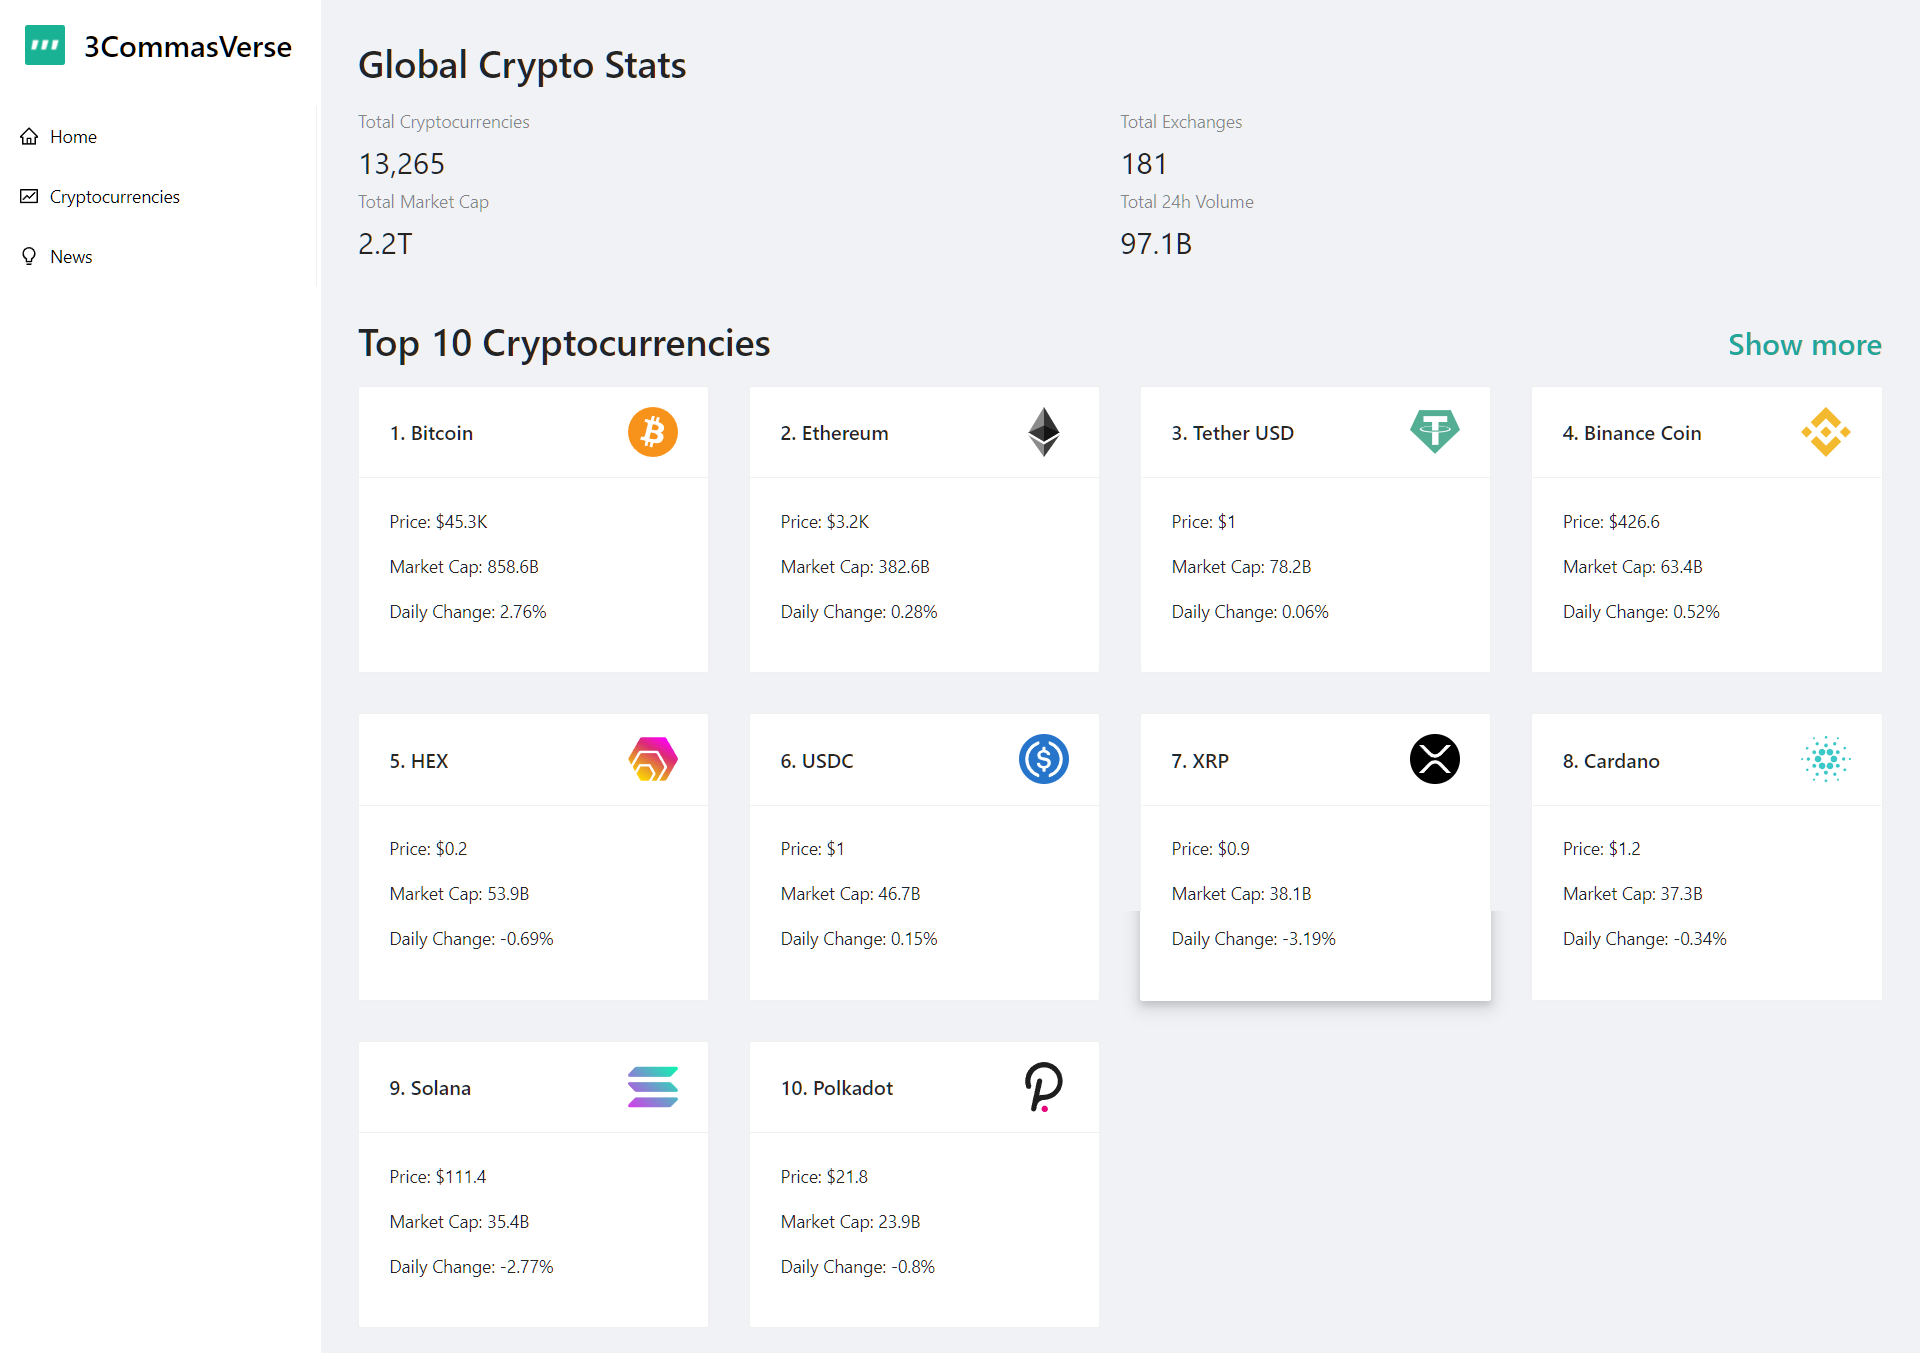 3CommasVerse
Home
Cryptocurrencies
News
Global Crypto Stats
Total Cryptocurrencies
13,265
Total Exchanges
181
Total Market Cap
2.2T
Total 24h Volume
97.1B
Top 10 Cryptocurrencies
Show more
1. Bitcoin
Price: $45.3K
Market Cap: 858.6B
Daily Change: 2.76%
2. Ethereum
Price: $3.2K
Market Cap: 382.6B
Daily Change: 0.28%
3. Tether USD
Price: $1
Market Cap: 78.2B
Daily Change: 0.06%
4. Binance Coin
Price: $426.6
Market Cap: 63.4B
Daily Change: 0.52%
5. HEX
Price: $0.2
Market Cap: 53.9B
Daily Change: -0.69%
6. USDC
Price: $1
Market Cap: 46.7B
Daily Change: 0.15%
7. XRP
Price: $0.9
Market Cap: 38.1B
Daily Change: -3.19%
8. Cardano
Price: $1.2
Market Cap: 37.3B
Daily Change: -0.34%
9. Solana
Price: $111.4
Market Cap: 35.4B
Daily Change: -2.77%
10. Polkadot
Price: $21.8
Market Cap: 23.9B
Daily Change: -0.8%